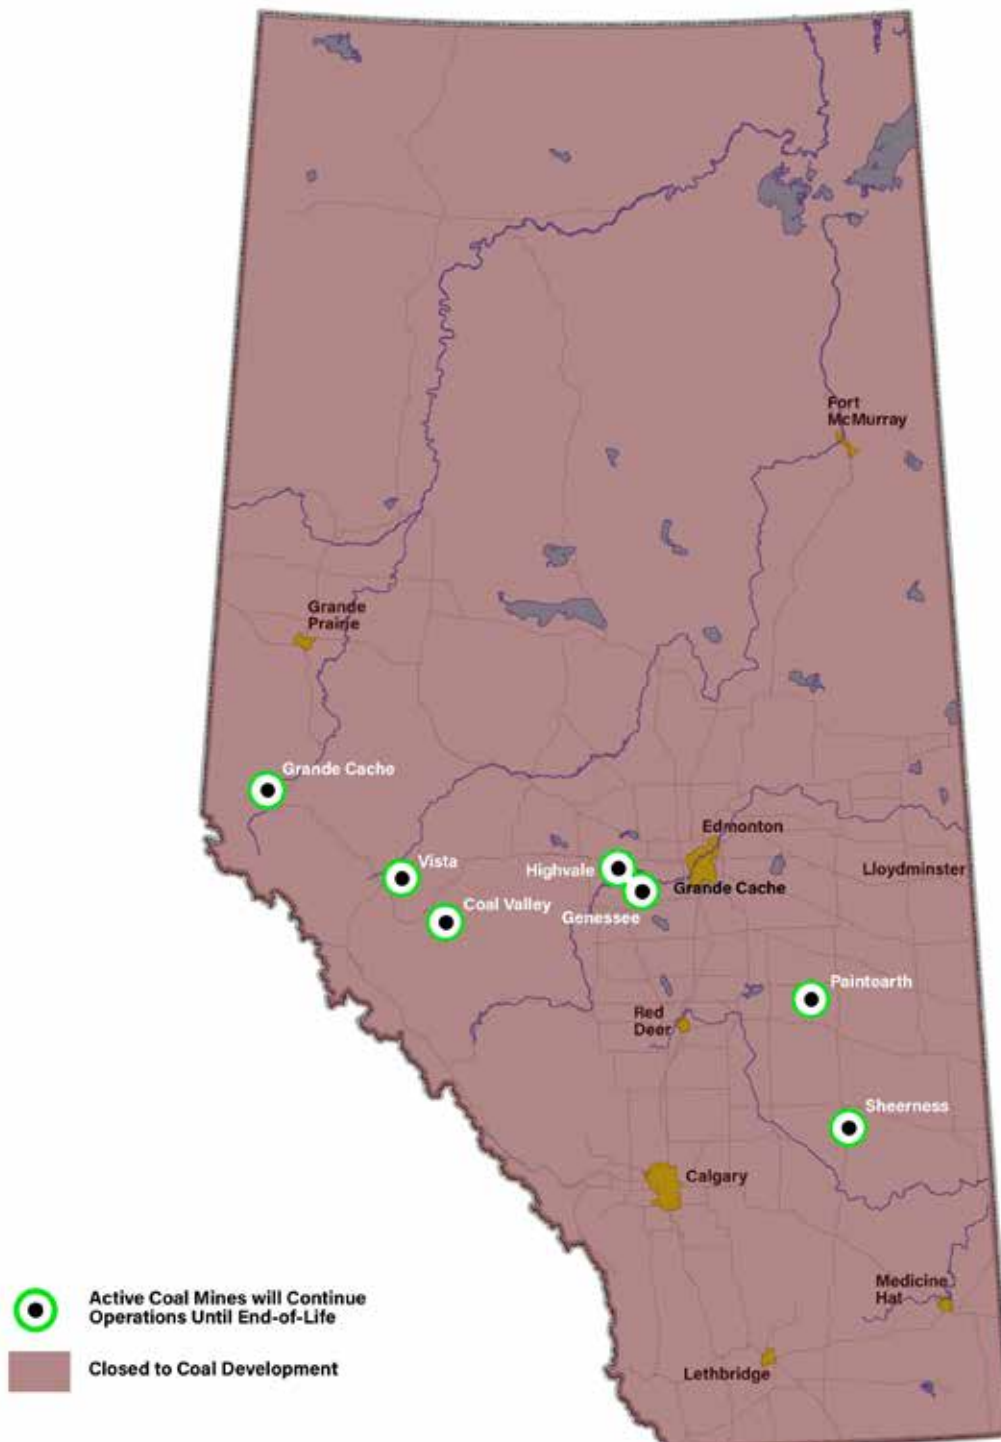 Fort
McMurray
Grande
Prairie
Grande Cache
Edmonton
Vista
Highvale
Lloydminster
Grande Cache
Coal Valley
Genessee
Paintearth
Red
Deer
Sheerness
Calgary
Medicine
Hat
Active Coal Mines will Continue
Operations Until End-of-Life
Closed to Coal Development
Lethbridge